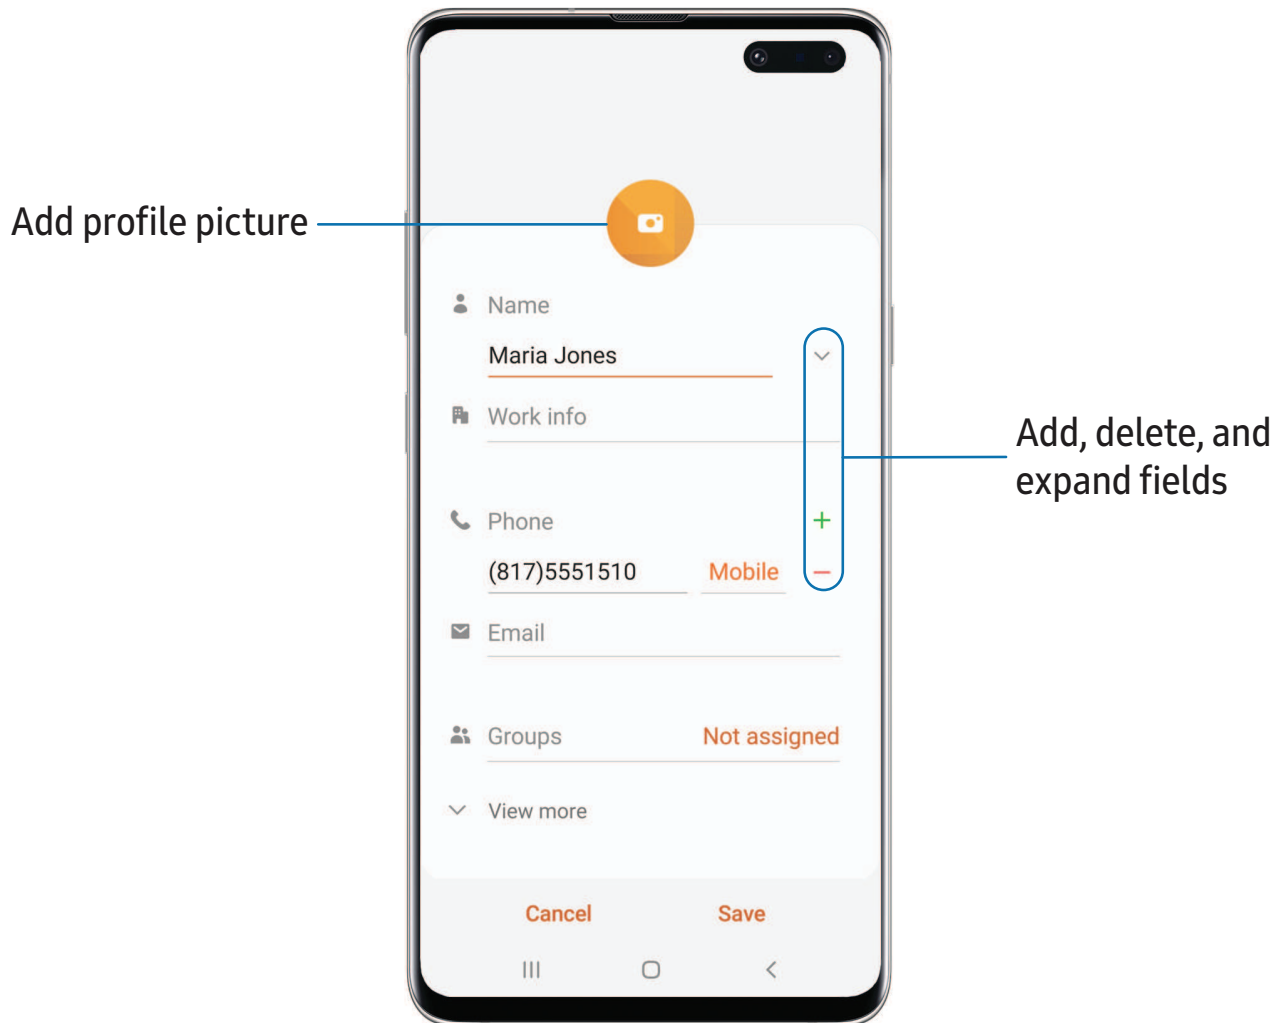 Add profile picture
Name
Maria Jones
Work info
Add, delete, and
expand fields
Phone
(817)5551510 Mobile
Email
Groups Not assigned
View more
Cancel Save